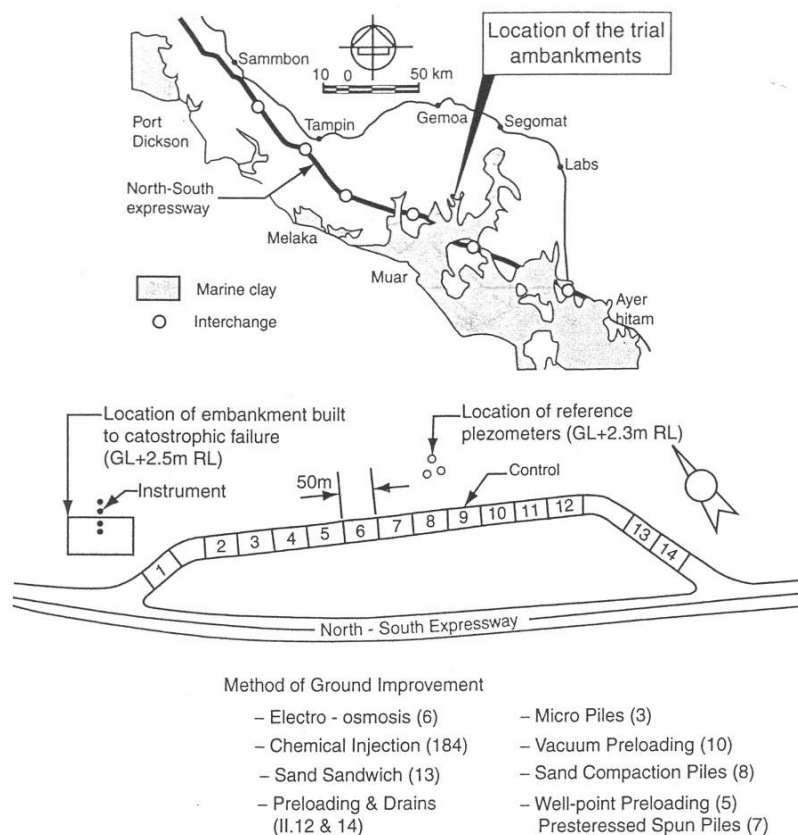 Location of the trial
ambankments
Sammbon
10 0 50 km
Port
Dickson
Tampin
Gemoa
Segomat
Labs
North-South
expressway
Melaka
Muar
Marine clay
Interchange
Ayer
hitam
Location of embankment built
to catostrophic failure
(GL+2.5m RL)
Instrument
Location of reference
plezometers (GL+2.3m RL)
50m
Control
1 2 3 4 5 6 7 8 9 10 11 12 13 14
North - South Expressway
Method of Ground Improvement
– Electro - osmosis (6)
– Chemical Injection (184)
– Sand Sandwich (13)
– Preloading & Drains
(II.12 & 14)
– Micro Piles (3)
– Vacuum Preloading (10)
– Sand Compaction Piles (8)
– Well-point Preloading (5)
Presteressed Spun Piles (7)